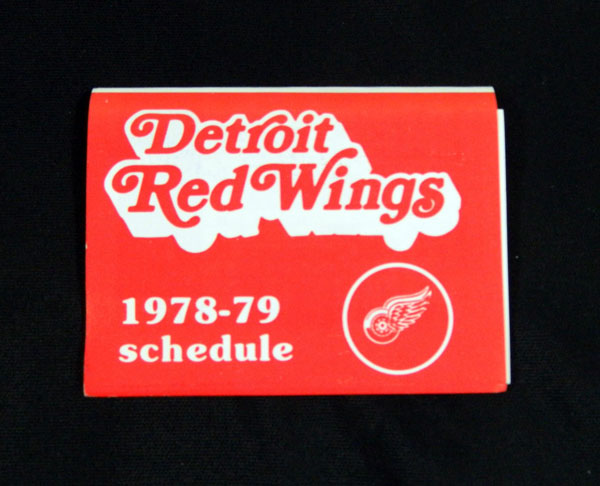 Detroit
Red Wings
1978-79
schedule